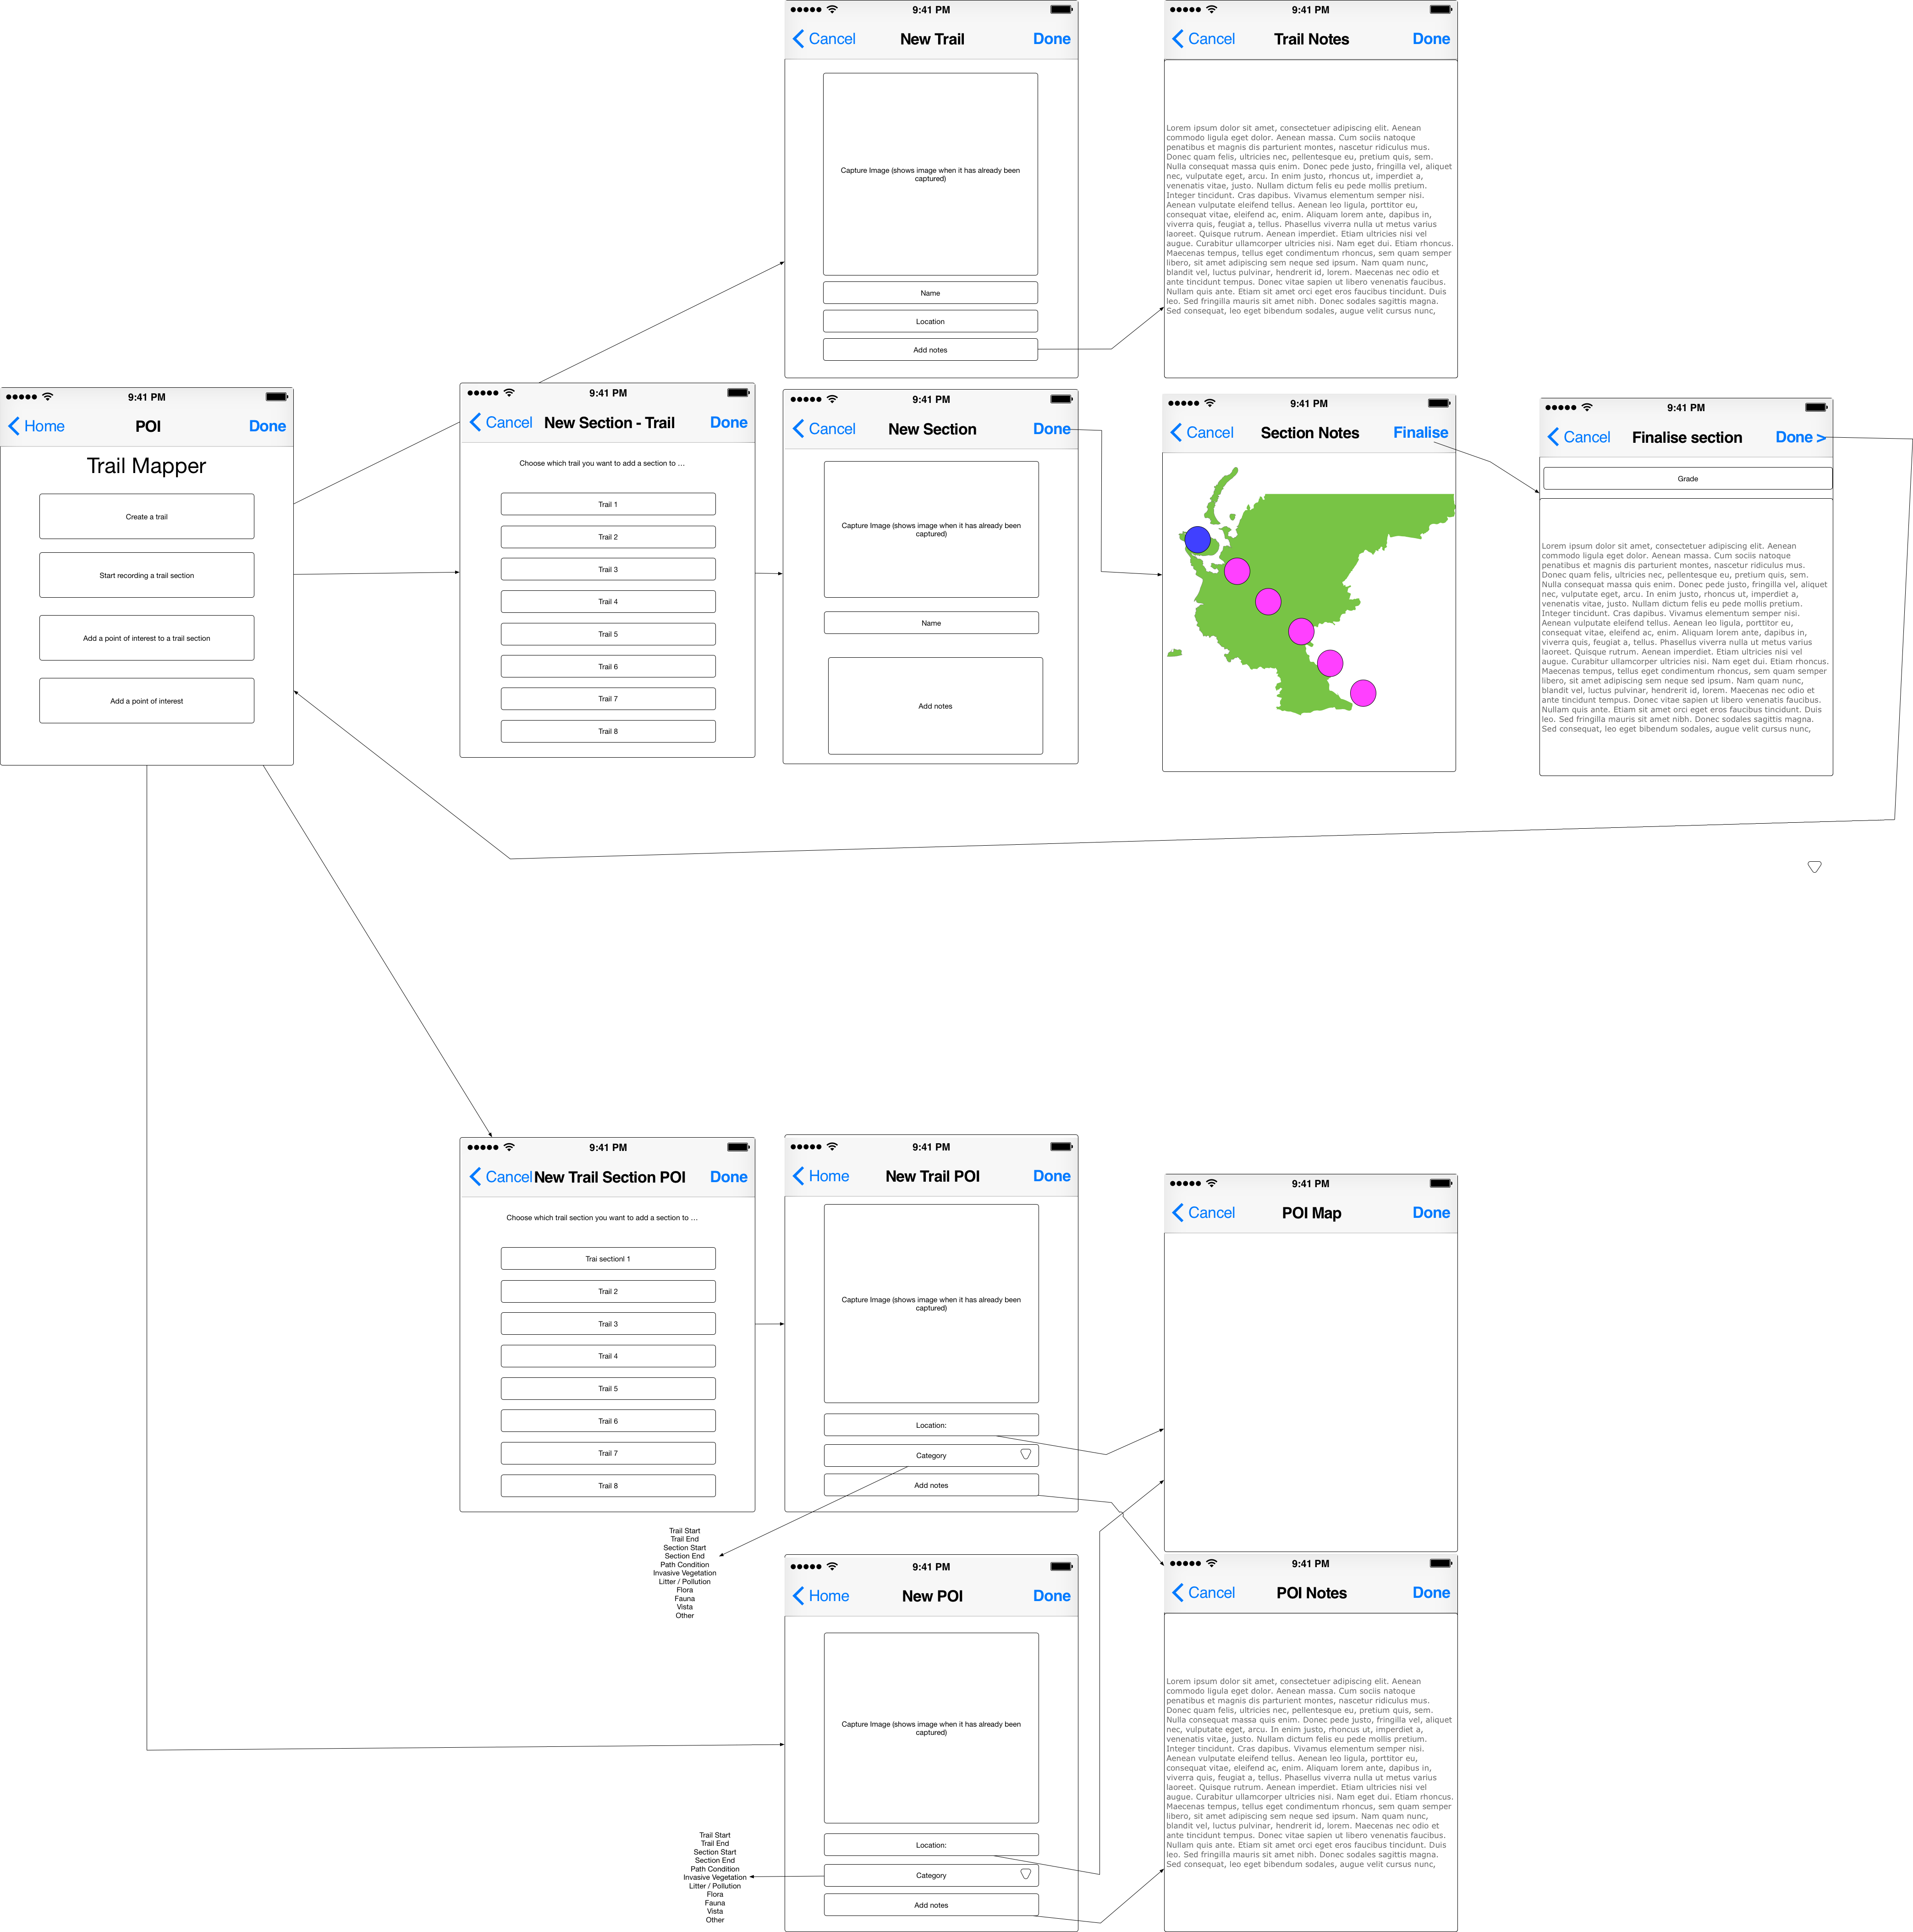 9:41 PM
Cancel New Trail Done
Capture Image (shows image when it has already been
captured)
Name
Location
Add notes
9:41 PM
Cancel Trail Notes Done
Lorem ipsum dolor sit amet, consectetuer adipiscing elit. Aenean
commodo ligula eget dolor. Aenean massa. Cum sociis natoque
penatibus et magnis dis parturient montes, nascetur ridiculus mus.
Donec quam felis, ultricies nec, pellentesque eu, pretium quis, sem.
Nulla consequat massa quis enim. Donec pede justo, fringilla vel, aliquet
nec, vulputate eget, arcu. In enim justo, rhoncus ut, imperdiet a,
venenatis vitae, justo. Nullam dictum felis eu pede mollis pretium.
Integer tincidunt. Cras dapibus. Vivamus elementum semper nisi.
Aenean vulputate eleifend tellus. Aenean leo ligula, porttitor eu,
consequat vitae, eleifend ac, enim. Aliquam lorem ante, dapibus in,
viverra quis, feugiat a, tellus. Phasellus viverra nulla ut metus varius
laoreet. Quisque rutrum. Aenean imperdiet. Etiam ultricies nisi vel
augue. Curabitur ullamcorper ultricies nisi. Nam eget dui. Etiam rhoncus.
Maecenas tempus, tellus eget condimentum rhoncus, sem quam semper
libero, sit amet adipiscing sem neque sed ipsum. Nam quam nunc,
blandit vel, luctus pulvinar, hendrerit id, lorem. Maecenas nec odio et
ante tincidunt tempus. Donec vitae sapien ut libero venenatis faucibus.
Nullam quis ante. Etiam sit amet orci eget eros faucibus tincidunt. Duis
leo. Sed fringilla mauris sit amet nibh. Donec sodales sagittis magna.
Sed consequat, leo eget bibendum sodales, augue velit cursus nunc,
9:41 PM
Home POI Done
Trail Mapper
Create a trail
Start recording a trail section
Add a point of interest to a trail section
Add a point of interest
9:41 PM
Cancel New Section - Trail Done
Choose which trail you want to add a section to ...
Trail 1
Trail 2
Trail 3
Trail 4
Trail 5
Trail 6
Trail 7
Trail 8
9:41 PM
Cancel New Section Done
Capture Image (shows image when it has already been
captured)
Name
Add notes
9:41 PM
Cancel Section Notes Finalise
9:41 PM
Cancel Finalise section Done >
Grade
Lorem ipsum dolor sit amet, consectetuer adipiscing elit. Aenean
commodo ligula eget dolor. Aenean massa. Cum sociis natoque
penatibus et magnis dis parturient montes, nascetur ridiculus mus.
Donec quam felis, ultricies nec, pellentesque eu, pretium quis, sem.
Nulla consequat massa quis enim. Donec pede justo, fringilla vel, aliquet
nec, vulputate eget, arcu. In enim justo, rhoncus ut, imperdiet a,
venenatis vitae, justo. Nullam dictum felis eu pede mollis pretium.
Integer tincidunt. Cras dapibus. Vivamus elementum semper nisi.
Aenean vulputate eleifend tellus. Aenean leo ligula, porttitor eu,
consequat vitae, eleifend ac, enim. Aliquam lorem ante, dapibus in,
viverra quis, feugiat a, tellus. Phasellus viverra nulla ut metus varius
laoreet. Quisque rutrum. Aenean imperdiet. Etiam ultricies nisi vel
augue. Curabitur ullamcorper ultricies nisi. Nam eget dui. Etiam rhoncus.
Maecenas tempus, tellus eget condimentum rhoncus, sem quam semper
libero, sit amet adipiscing sem neque sed ipsum. Nam quam nunc,
blandit vel, luctus pulvinar, hendrerit id, lorem. Maecenas nec odio et
ante tincidunt tempus. Donec vitae sapien ut libero venenatis faucibus.
Nullam quis ante. Etiam sit amet orci eget eros faucibus tincidunt. Duis
leo. Sed fringilla mauris sit amet nibh. Donec sodales sagittis magna.
Sed consequat, leo eget bibendum sodales, augue velit cursus nunc,
9:41 PM
Cancel New Trail Section POI Done
Choose which trail section you want to add a section to ...
Trai sectionl 1
Trail 2
Trail 3
Trail 4
Trail 5
Trail 6
Trail 7
Trail 8
9:41 PM
Home New Trail POI Done
Capture Image (shows image when it has already been
captured)
Location:
Category
Add notes
9:41 PM
Cancel POI Map Done
Trail Start
Trail End
Section Start
Section End
Path Condition
Invasive Vegetation
Litter / Pollution
Flora
Fauna
Vista
Other
9:41 PM
Home New POI Done
Capture Image (shows image when it has already been
captured)
Location:
Category
Add notes
Trail Start
Trail End
Section Start
Section End
Path Condition
Invasive Vegetation
Litter / Pollution
Flora
Fauna
Vista
Other
9:41 PM
Cancel POI Notes Done
Lorem ipsum dolor sit amet, consectetuer adipiscing elit. Aenean
commodo ligula eget dolor. Aenean massa. Cum sociis natoque
penatibus et magnis dis parturient montes, nascetur ridiculus mus.
Donec quam felis, ultricies nec, pellentesque eu, pretium quis, sem.
Nulla consequat massa quis enim. Donec pede justo, fringilla vel, aliquet
nec, vulputate eget, arcu. In enim justo, rhoncus ut, imperdiet a,
venenatis vitae, justo. Nullam dictum felis eu pede mollis pretium.
Integer tincidunt. Cras dapibus. Vivamus elementum semper nisi.
Aenean vulputate eleifend tellus. Aenean leo ligula, porttitor eu,
consequat vitae, eleifend ac, enim. Aliquam lorem ante, dapibus in,
viverra quis, feugiat a, tellus. Phasellus viverra nulla ut metus varius
laoreet. Quisque rutrum. Aenean imperdiet. Etiam ultricies nisi vel
augue. Curabitur ullamcorper ultricies nisi. Nam eget dui. Etiam rhoncus.
Maecenas tempus, tellus eget condimentum rhoncus, sem quam semper
libero, sit amet adipiscing sem neque sed ipsum. Nam quam nunc,
blandit vel, luctus pulvinar, hendrerit id, lorem. Maecenas nec odio et
ante tincidunt tempus. Donec vitae sapien ut libero venenatis faucibus.
Nullam quis ante. Etiam sit amet orci eget eros faucibus tincidunt. Duis
leo. Sed fringilla mauris sit amet nibh. Donec sodales sagittis magna.
Sed consequat, leo eget bibendum sodales, augue velit cursus nunc,